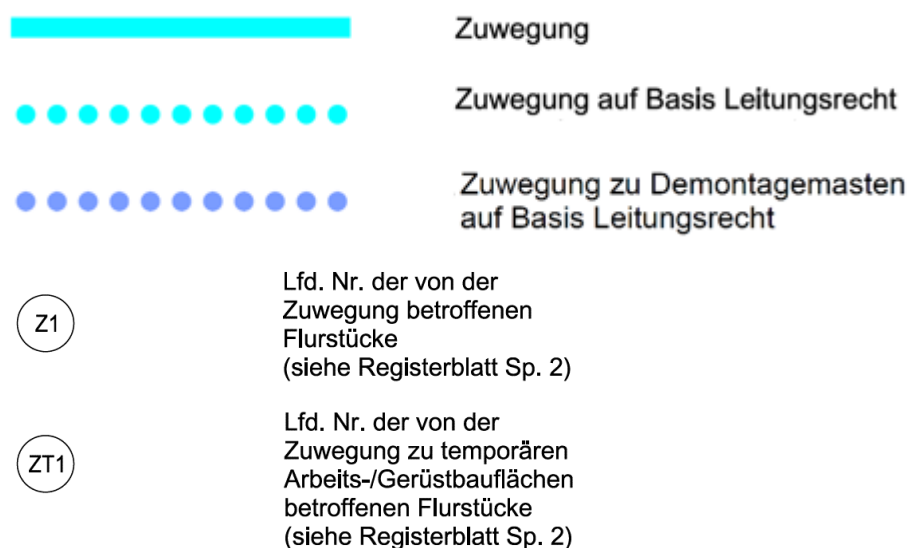 Zuwegung
Zuwegung auf Basis Leitungsrecht
Zuwegung zu Demontagemasten
auf Basis Leitungsrecht
Z1
Lfd. Nr. der von der
Zuwegung betroffenen
Flurstücke
(siehe Registerblatt Sp. 2)
ZT1
Lfd. Nr. der von der
Zuwegung zu temporären
Arbeits-/Gerüstbauflächen
betroffenen Flurstücke
(siehe Registerblatt Sp. 2)